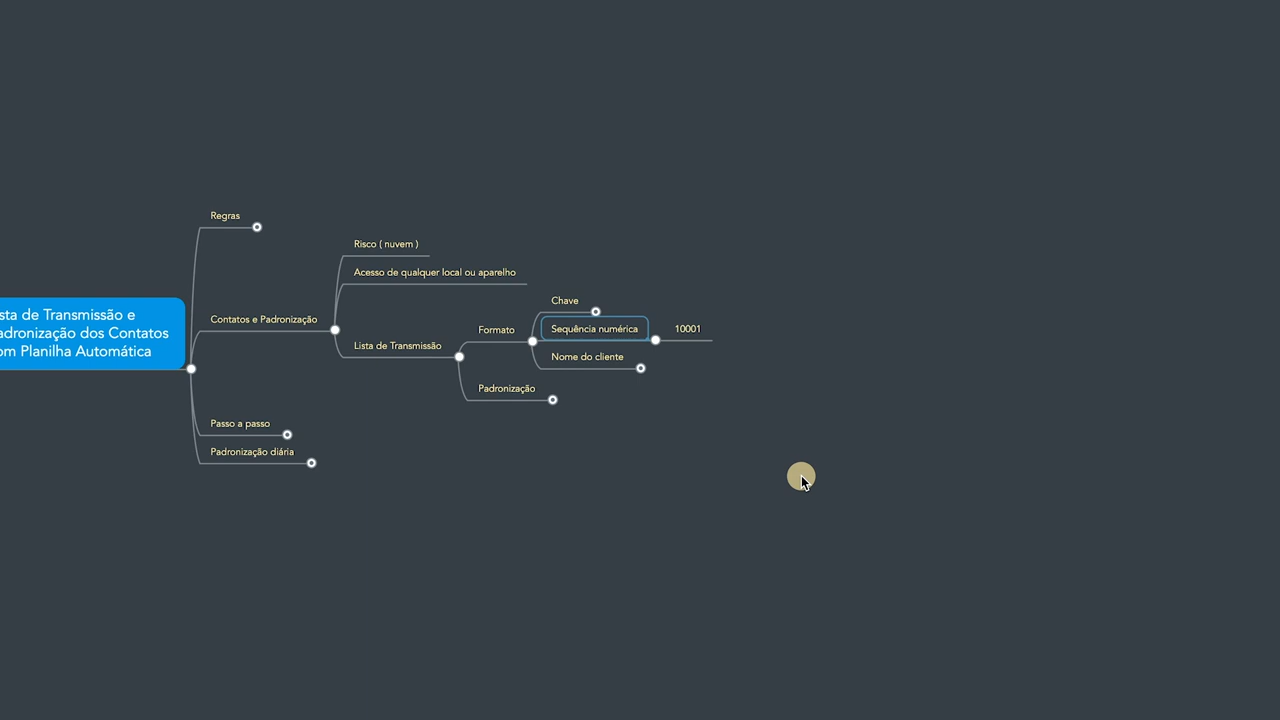 Regras
Risco ( nuvem )
Acesso de qualquer local ou aparelho
Chave
sta de Transmissão e
adronização dos Contatos
om Planilha Automática
Contatos e Padronização
Formato
Sequência numérica
10001
Lista de Transmissão
Nome do cliente
Padronização
Passo a passo
Padronização diária